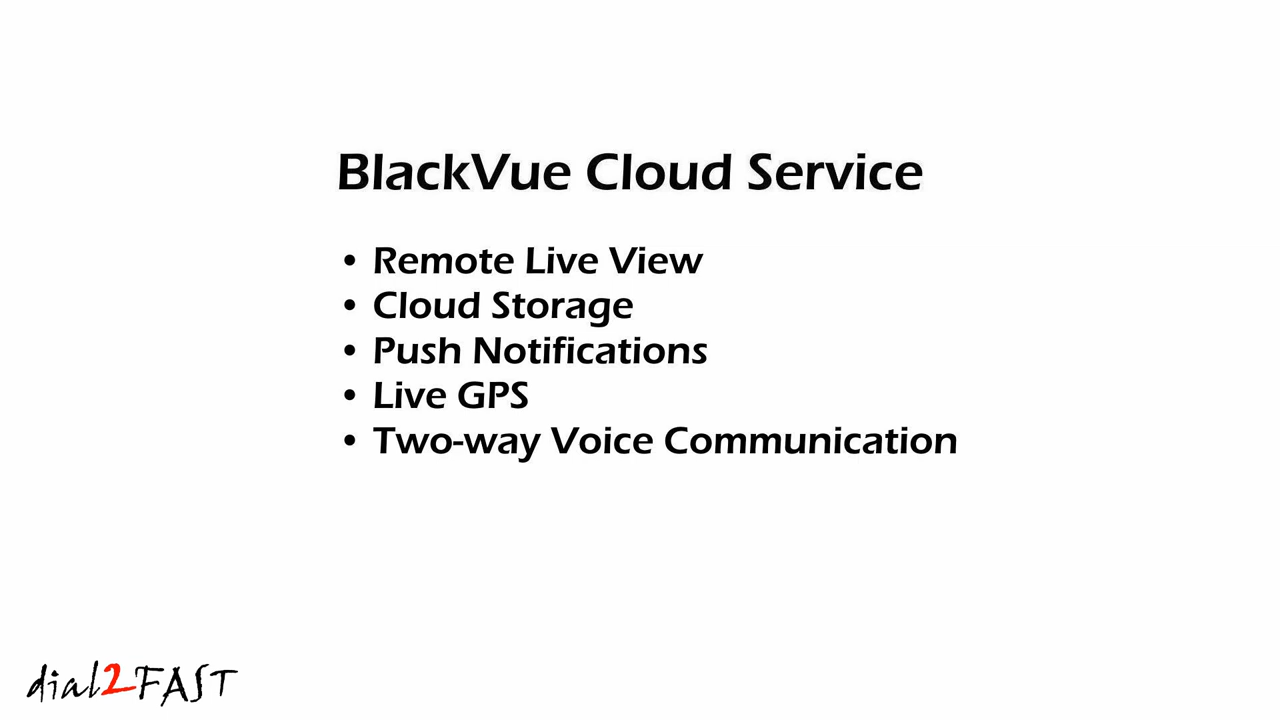 BlackVue Cloud Service
• Remote Live View
• Cloud Storage
• Push Notifications
• Live GPS
• Two-way Voice Communication
dial2FAST